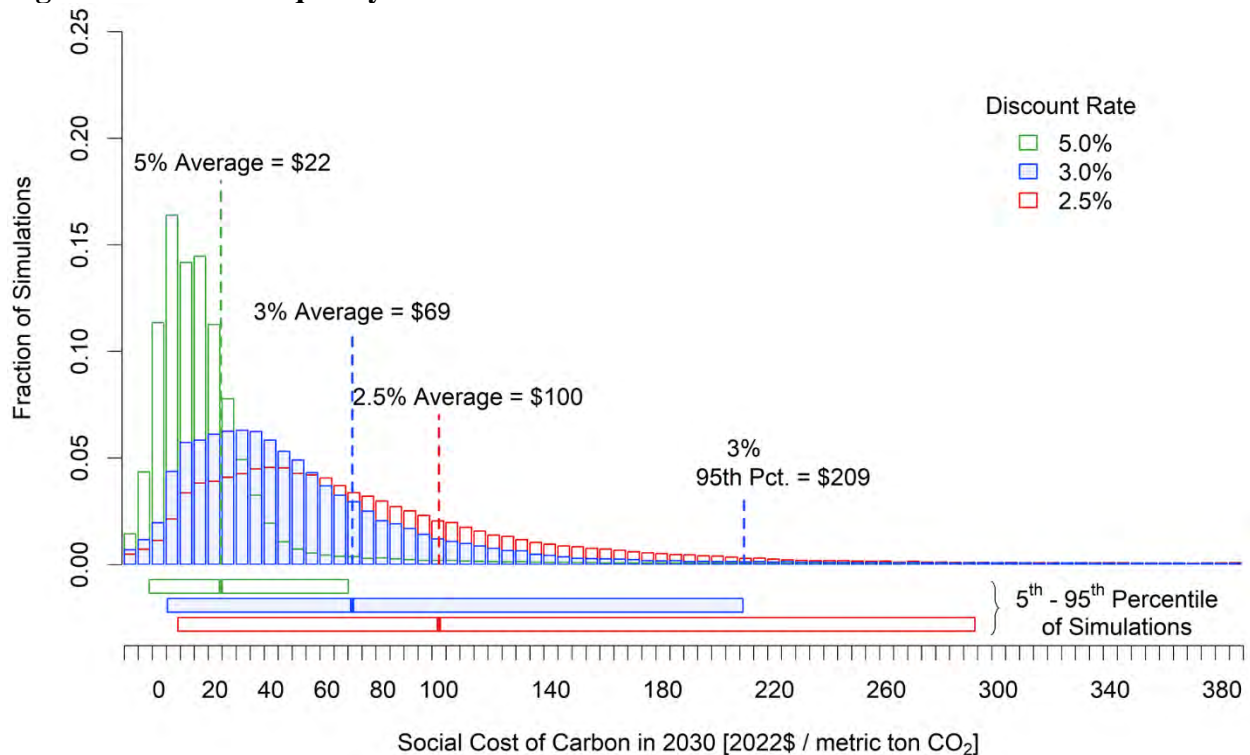 0.25
0.20
0.15
0.10
0.05
0.00
Fraction of Simulations
Discount Rate
5.0%
3.0%
2.5%
5% Average = $22
3% Average = $69
2.5% Average = $100
3%
95th Pct. = $209
5th - 95th Percentile
of Simulations
0 20 40 60 80 100 140 180 220 260 300 340 380
Social Cost of Carbon in 2030 [2022$ / metric ton CO2]